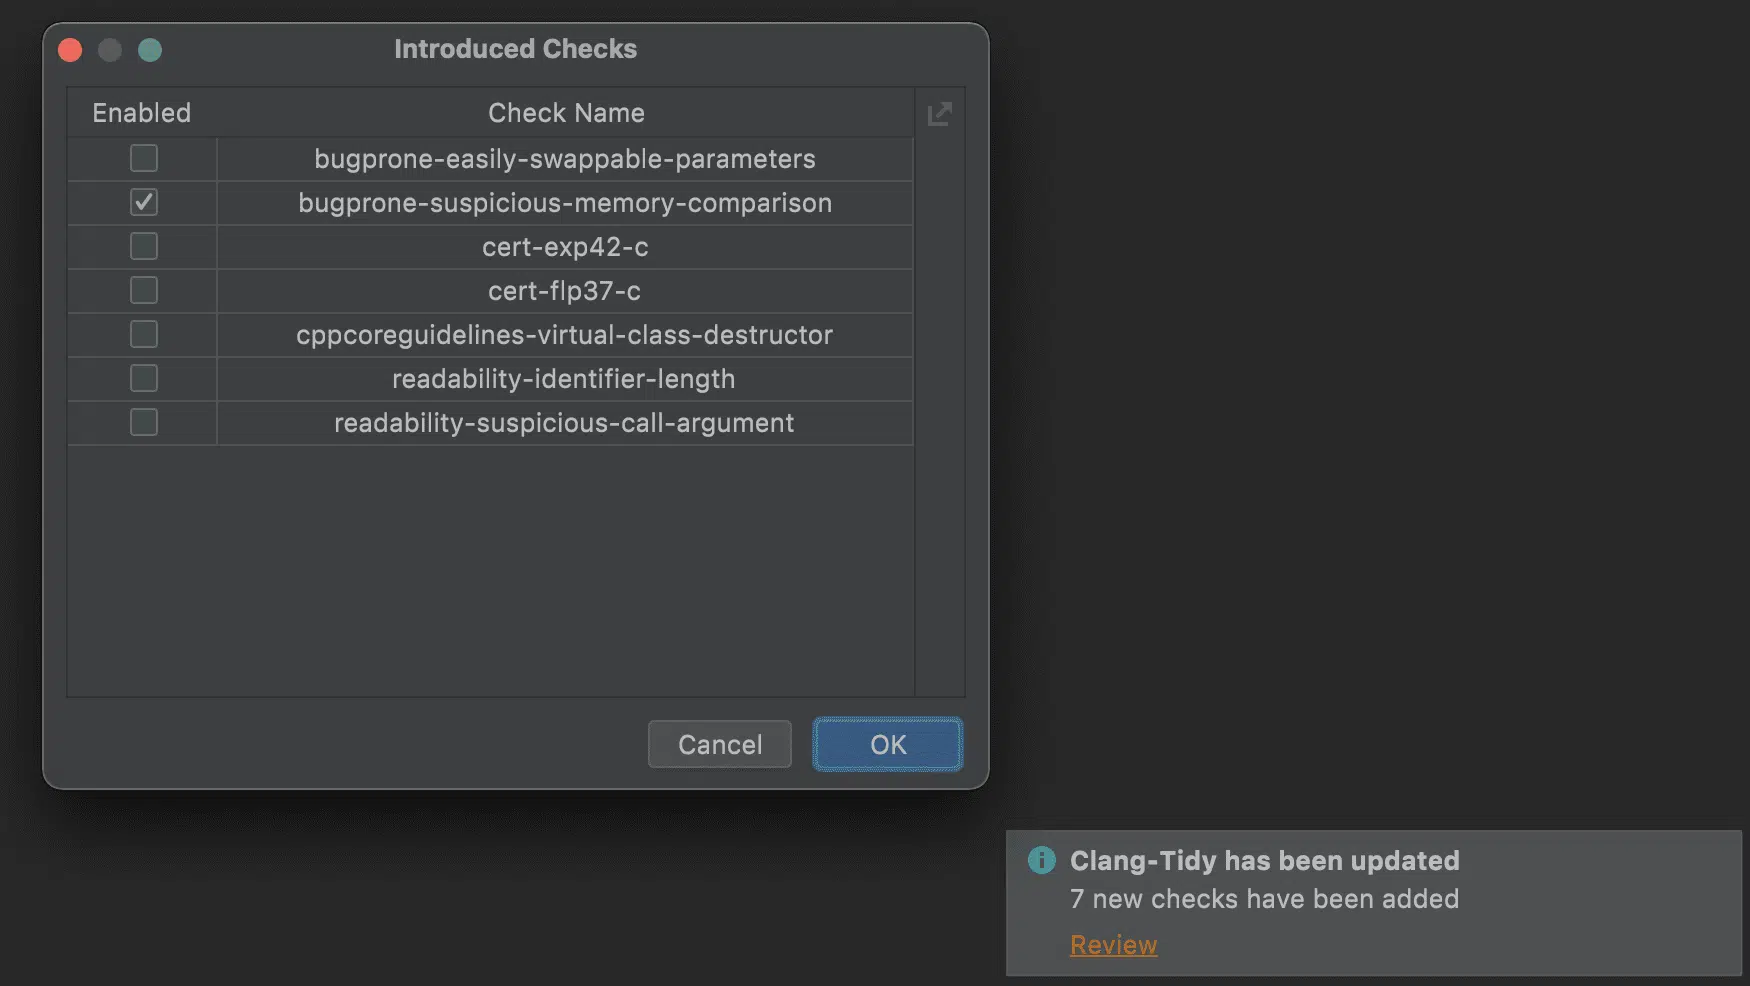 Introduced Checks
Enabled Check Name
bugprone-easily-swappable-parameters
bugprone-suspicious-memory-comparison
cert-exp42-c
cert-flp37-c
cppcoreguidelines-virtual-class-destructor
readability-identifier-length
readability-suspicious-call-argument
Cancel OK
Clang-Tidy has been updated
7 new checks have been added
Review